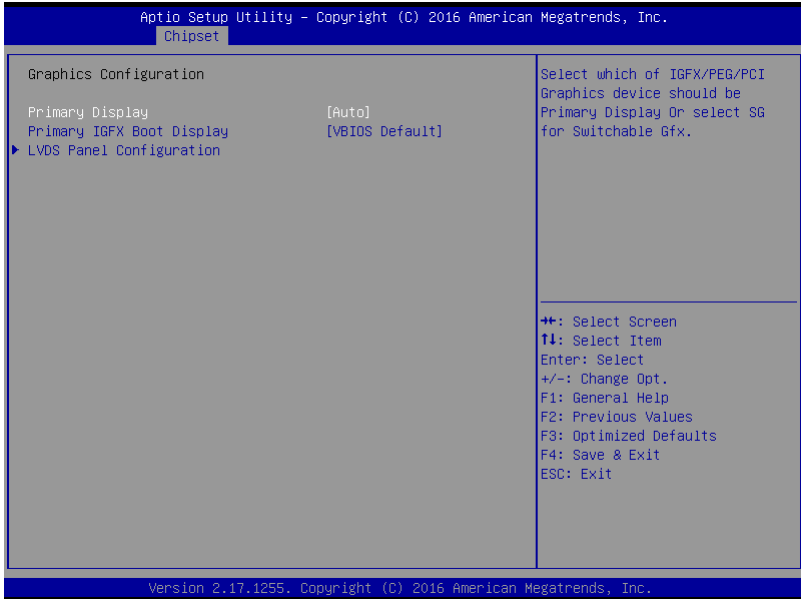 Aptio Setup Utility – Copyright (C) 2016 American Megatrends, Inc.
Chipset
Graphics Configuration
Primary Display [Auto]
Primary IGFX Boot Display [VBIOS Default]
LVDS Panel Configuration
Select which of IGFX/PEG/PCI
Graphics device should be
Primary Display Or select SG
for Switchable Gfx.
→←: Select Screen
↑↓: Select Item
Enter: Select
+/-: Change Opt.
F1: General Help
F2: Previous Values
F3: Optimized Defaults
F4: Save & Exit
ESC: Exit
Version 2.17.1255. Copyright (C) 2016 American Megatrends, Inc.